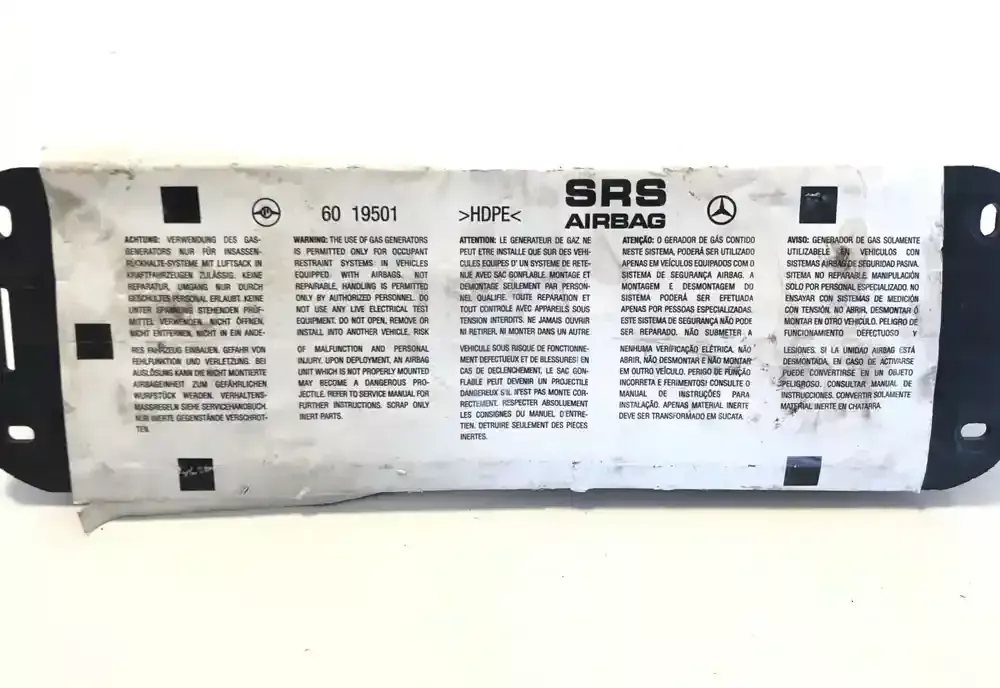 SRS
AIRBAG
60 19501
>HDPE<
ACHTUNG: VERWENDUNG DES GAS-
GENERATORS NUR FÜR INSASSEN-
RÜCKHALTE-SYSTEME MIT LUFTSACK IN
KRAFTFAHRZEUGEN ZULÄSSIG. KEINE
REPARATUR, UMGANG NUR DURCH
GESCHULTES PERSONAL ERLAUBT. KEINE
UNTER SPANNUNG STEHENDEN PRÜF-
MITTEL VERWENDEN. NICHT ÖFFNEN,
NICHT ENTFERNEN, NICHT IN EIN ANDE-
RES FAHRZEUG EINBAUEN. GEFAHR VON
FEHLFUNKTION UND VERLETZUNG. BEI
AUSLÖSUNG KANN DIE NICHT MONTIERTE
AIRBAGEINHEIT ZUM GEFÄHRLICHEN
WURFSTÜCK WERDEN. VERHALTENS-
MASSREGELN SIEHE SERVICEHANDBUCH.
NUR INERTE GEGENSTÄNDE VERSCHROT-
TEN.
WARNING: THE USE OF GAS GENERATORS
IS PERMITTED ONLY FOR OCCUPANT
RESTRAINT SYSTEMS IN VEHICLES
EQUIPPED WITH AIRBAGS. NOT
REPAIRABLE, HANDLING IS PERMITTED
ONLY BY AUTHORIZED PERSONNEL. DO
NOT USE ANY LIVE ELECTRICAL TEST
EQUIPMENT. DO NOT OPEN, REMOVE OR
INSTALL INTO ANOTHER VEHICLE, RISK
OF MALFUNCTION AND PERSONAL
INJURY. UPON DEPLOYMENT, AN AIRBAG
UNIT WHICH IS NOT PROPERLY MOUNTED
MAY BECOME A DANGEROUS PRO-
JECTILE. REFER TO SERVICE MANUAL FOR
FURTHER INSTRUCTIONS. SCRAP ONLY
INERT PARTS.
ATTENTION: LE GENERATEUR DE GAZ NE
PEUT ETRE INSTALLE QUE SUR DES VEHI-
CULES EQUIPES D' UN SYSTEME DE RETE-
NUE AVEC SAC GONFLABLE. MONTAGE ET
DEMONTAGE SEULEMENT PAR PERSON-
NEL QUALIFIE. TOUTE REPARATION ET
TOUT CONTROLE AVEC APPAREILS SOUS
TENSION INTERDITS. NE JAMAIS OUVRIR
NI RETIRER, NI MONTER DANS UN AUTRE
VEHICULE SOUS RISQUE DE FONCTIONNE-
MENT DEFECTUEUX ET DE BLESSURES! EN
CAS DE DECLENCHEMENT, LE SAC GON-
FLABLE PEUT DEVENIR UN PROJECTILE
DANGEREUX S'IL N'EST PAS MONTE COR-
RECTEMENT. RESPECTER ABSOLUEMENT
LES CONSIGNES DU MANUEL D'ENTRE-
TIEN. DETRUIRE SEULEMENT DES PIECES
INERTES.
ATENÇÃO: O GERADOR DE GÁS CONTIDO
NESTE SISTEMA, PODERÁ SER UTILIZADO
APENAS EM VEÍCULOS EQUIPADOS COM O
SISTEMA DE SEGURANÇA AIRBAG. A
MONTAGEM E DESMONTAGEM DO
SISTEMA PODERÁ SER EFETUADA
APENAS POR PESSOAS ESPECIALIZADAS.
ESTE SISTEMA DE SEGURANÇA NÃO PODE
SER REPARADO. NÃO SUBMETER A
NENHUMA VERIFICAÇÃO ELÉTRICA. NÃO
ABRIR, NÃO DESMONTAR E NÃO MONTAR
EM OUTRO VEÍCULO. PERIGO DE FUNÇÃO
INCORRETA E FERIMENTOS! CONSULTE O
MANUAL DE INSTRUÇÕES PARA
INSTALAÇÃO. APENAS MATERIAL INERTE
DEVE SER TRANSFORMADO EM SUCATA.
AVISO: GENERADOR DE GAS SOLAMENTE
UTILIZABELE EN VEHÍCULOS CON
SISTEMAS AIRBAG DE SEGURIDAD PASIVA.
SITEMA NO REPARABLE. MANIPULACIÓN
SOLO POR PERSONAL ESPECIALIZADO. NO
ENSAYAR CON SISTEMAS DE MEDICIÓN
CON TENSIÓN. NO ABRIR, DESMONTAR Ó
MONTAR EN OTRO VEHICULO. PELIGRO DE
FUNCIONAMIENTO DEFECTUOSO Y
LEGIONES. SI LA UNIDAD AIRBAG ESTÁ
DESMONTADA, EN CASO DE ACTIVARSE
PUEDE CONVERTIRSE EN UN OBJETO
PELIGROSO. CONSULTAR MANUAL DE
INSTRUCCIONES. CONVERTIR SOLAMENTE
MATERIAL INERTE EN CHATARRA.